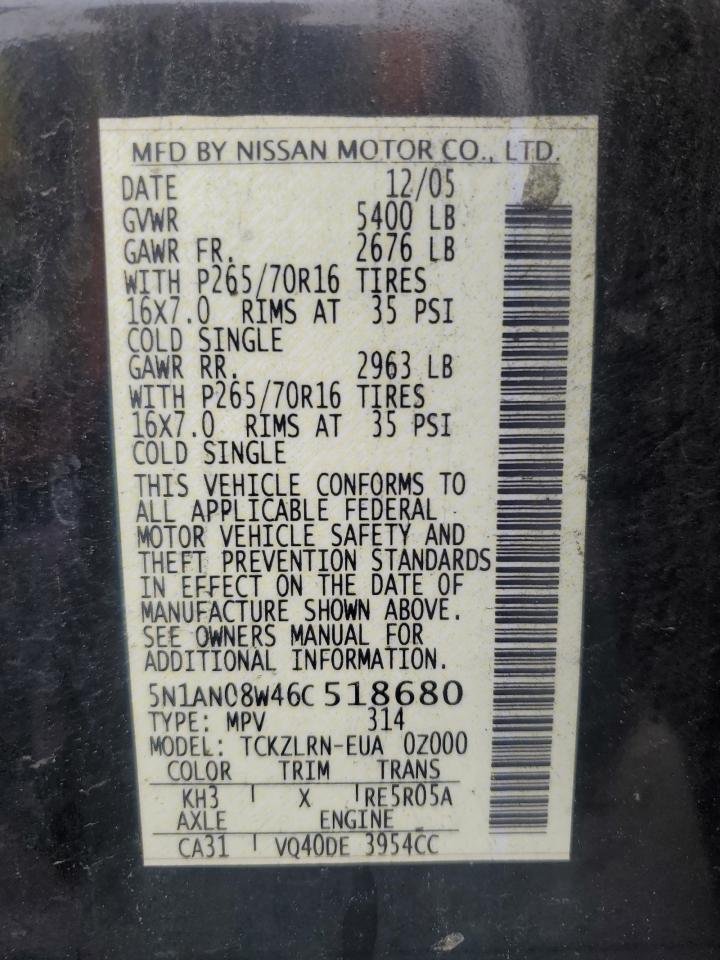 MFD BY NISSAN MOTOR CO., LTD.
DATE 12/05
GVWR 5400 LB
GAWR FR. 2676 LB
WITH P265/70R16 TIRES
16X7.0 RIMS AT 35 PSI
COLD SINGLE
GAWR RR. 2963 LB
WITH P265/70R16 TIRES
16X7.0 RIMS AT 35 PSI
COLD SINGLE
THIS VEHICLE CONFORMS TO
ALL APPLICABLE FEDERAL
MOTOR VEHICLE SAFETY AND
THEFT PREVENTION STANDARDS
IN EFFECT ON THE DATE OF
MANUFACTURE SHOWN ABOVE.
SEE OWNERS MANUAL FOR
ADDITIONAL INFORMATION.
5N1AN08W46C 518680
TYPE: MPV 314
MODEL: TCKZLRN-EUA 0Z000
COLOR TRIM TRANS
KH3 X RE5R05A
AXLE ENGINE
CA31 VQ40DE 3954CC